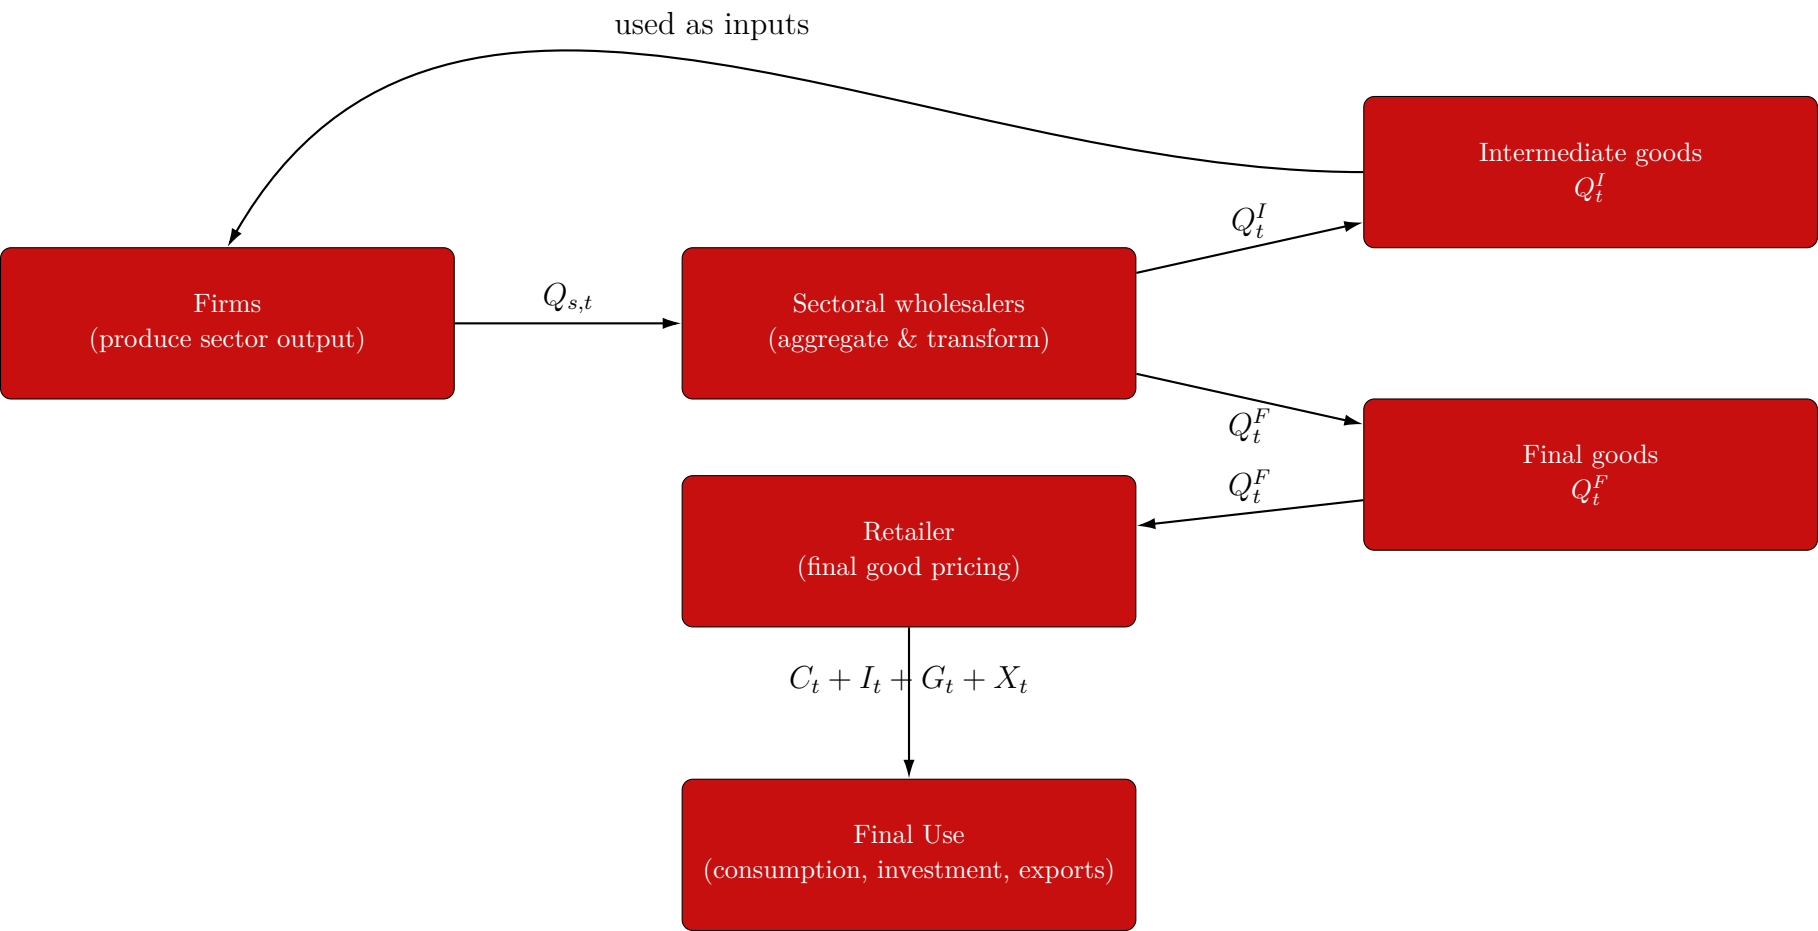 used as inputs
Intermediate goods
$Q_t^I$
$Q_t^I$
Firms
(produce sector output)
$Q_{s,t}$
Sectoral wholesalers
(aggregate & transform)
$Q_t^F$
Final goods
$Q_t^F$
$Q_t^F$
Retailer
(final good pricing)
$C_t + I_t + G_t + X_t$
Final Use
(consumption, investment, exports)